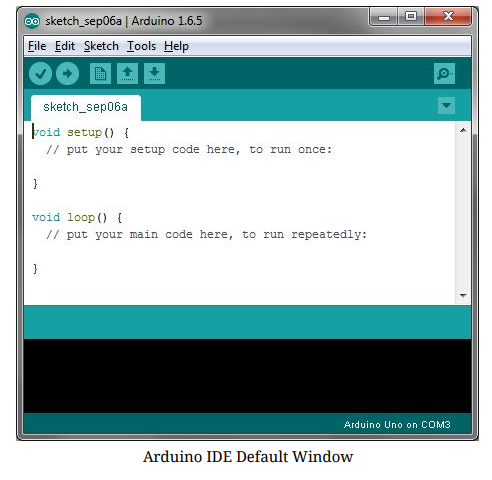 sketch_sep06a | Arduino 1.6.5
File Edit Sketch Tools Help
sketch_sep06a
void setup() {
  // put your setup code here, to run once:
}
void loop() {
  // put your main code here, to run repeatedly:
}
Arduino Uno on COM3
Arduino IDE Default Window